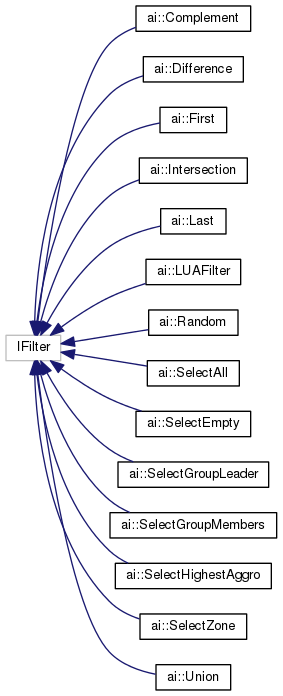 ai::Complement
ai::Difference
ai::First
ai::Intersection
ai::Last
ai::LUAFilter
ai::Random
IFilter
ai::SelectAll
ai::SelectEmpty
ai::SelectGroupLeader
ai::SelectGroupMembers
ai::SelectHighestAggro
ai::SelectZone
ai::Union